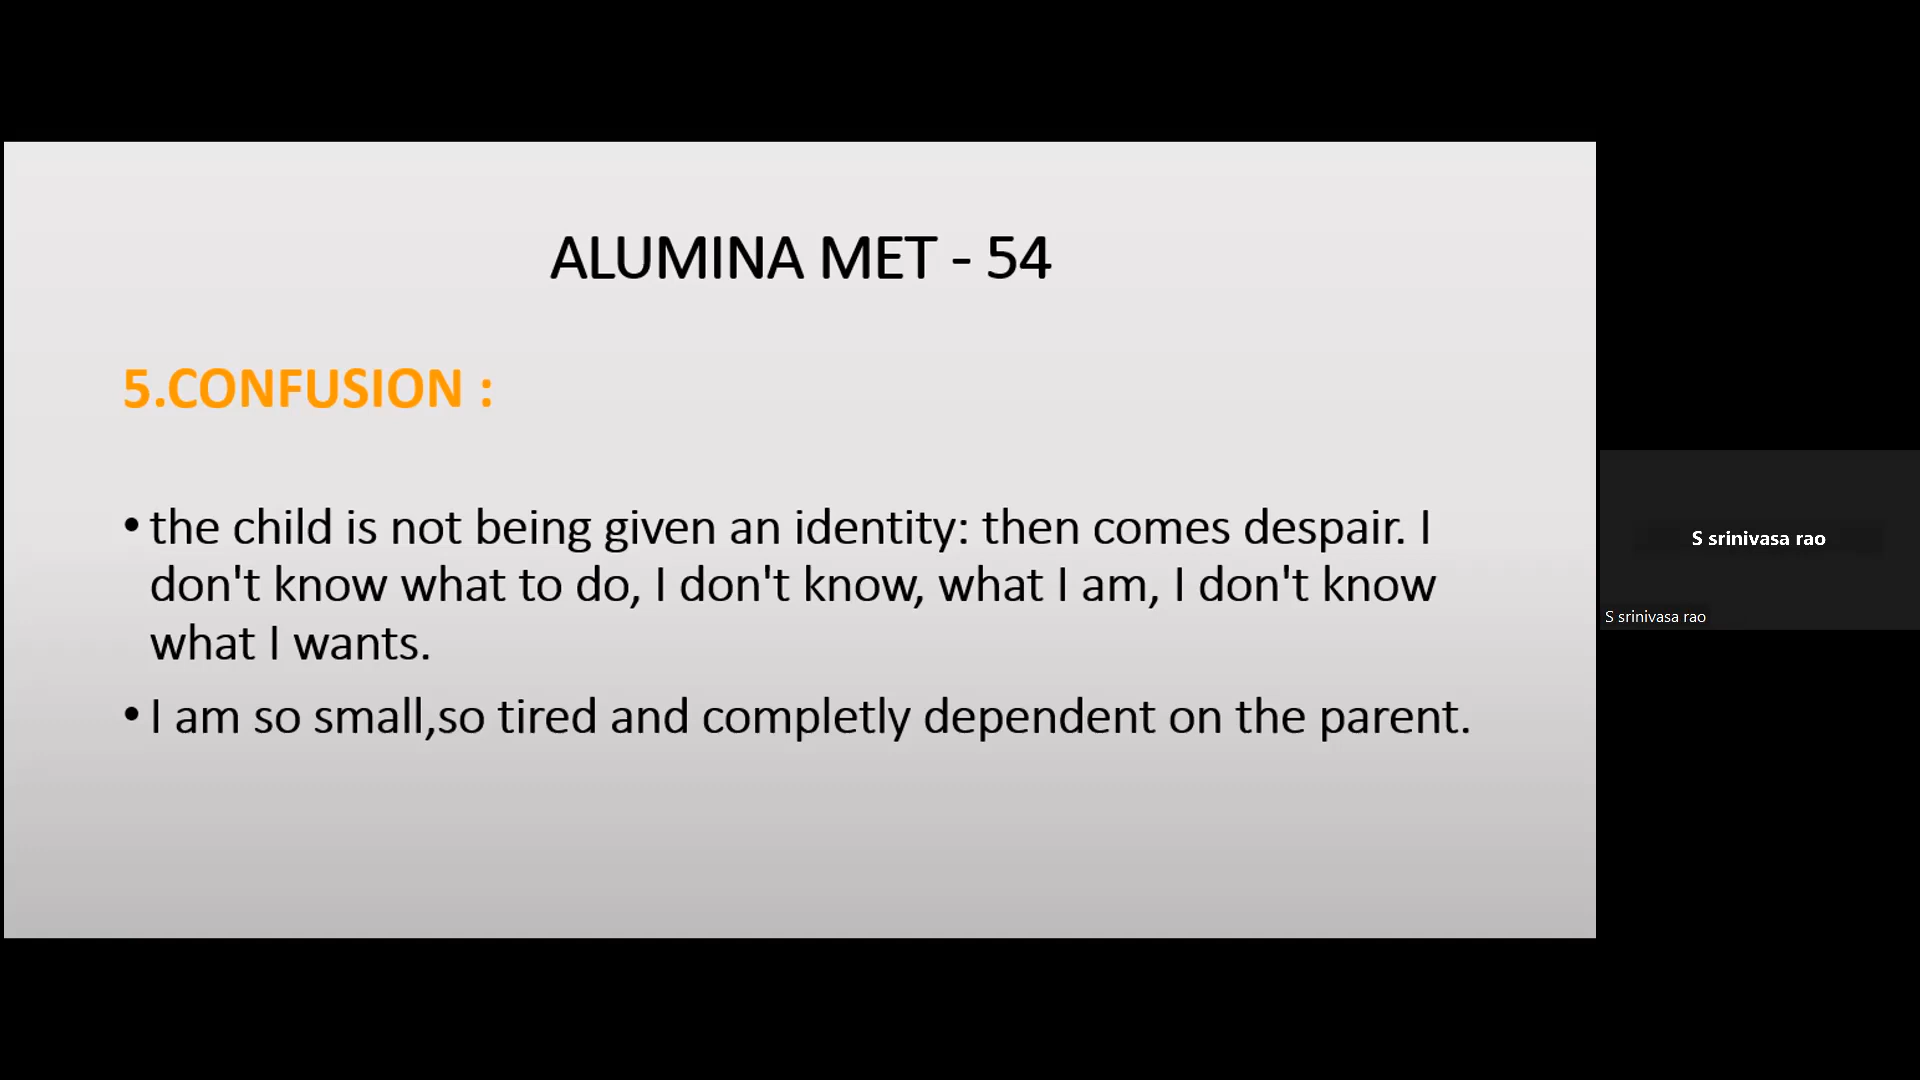 ALUMINA MET - 54
5.CONFUSION :
• the child is not being given an identity: then comes despair. I
don't know what to do, I don't know, what I am, I don't know
what I wants.
• I am so small,so tired and completly dependent on the parent.
S srinivasa rao
S srinivasa rao